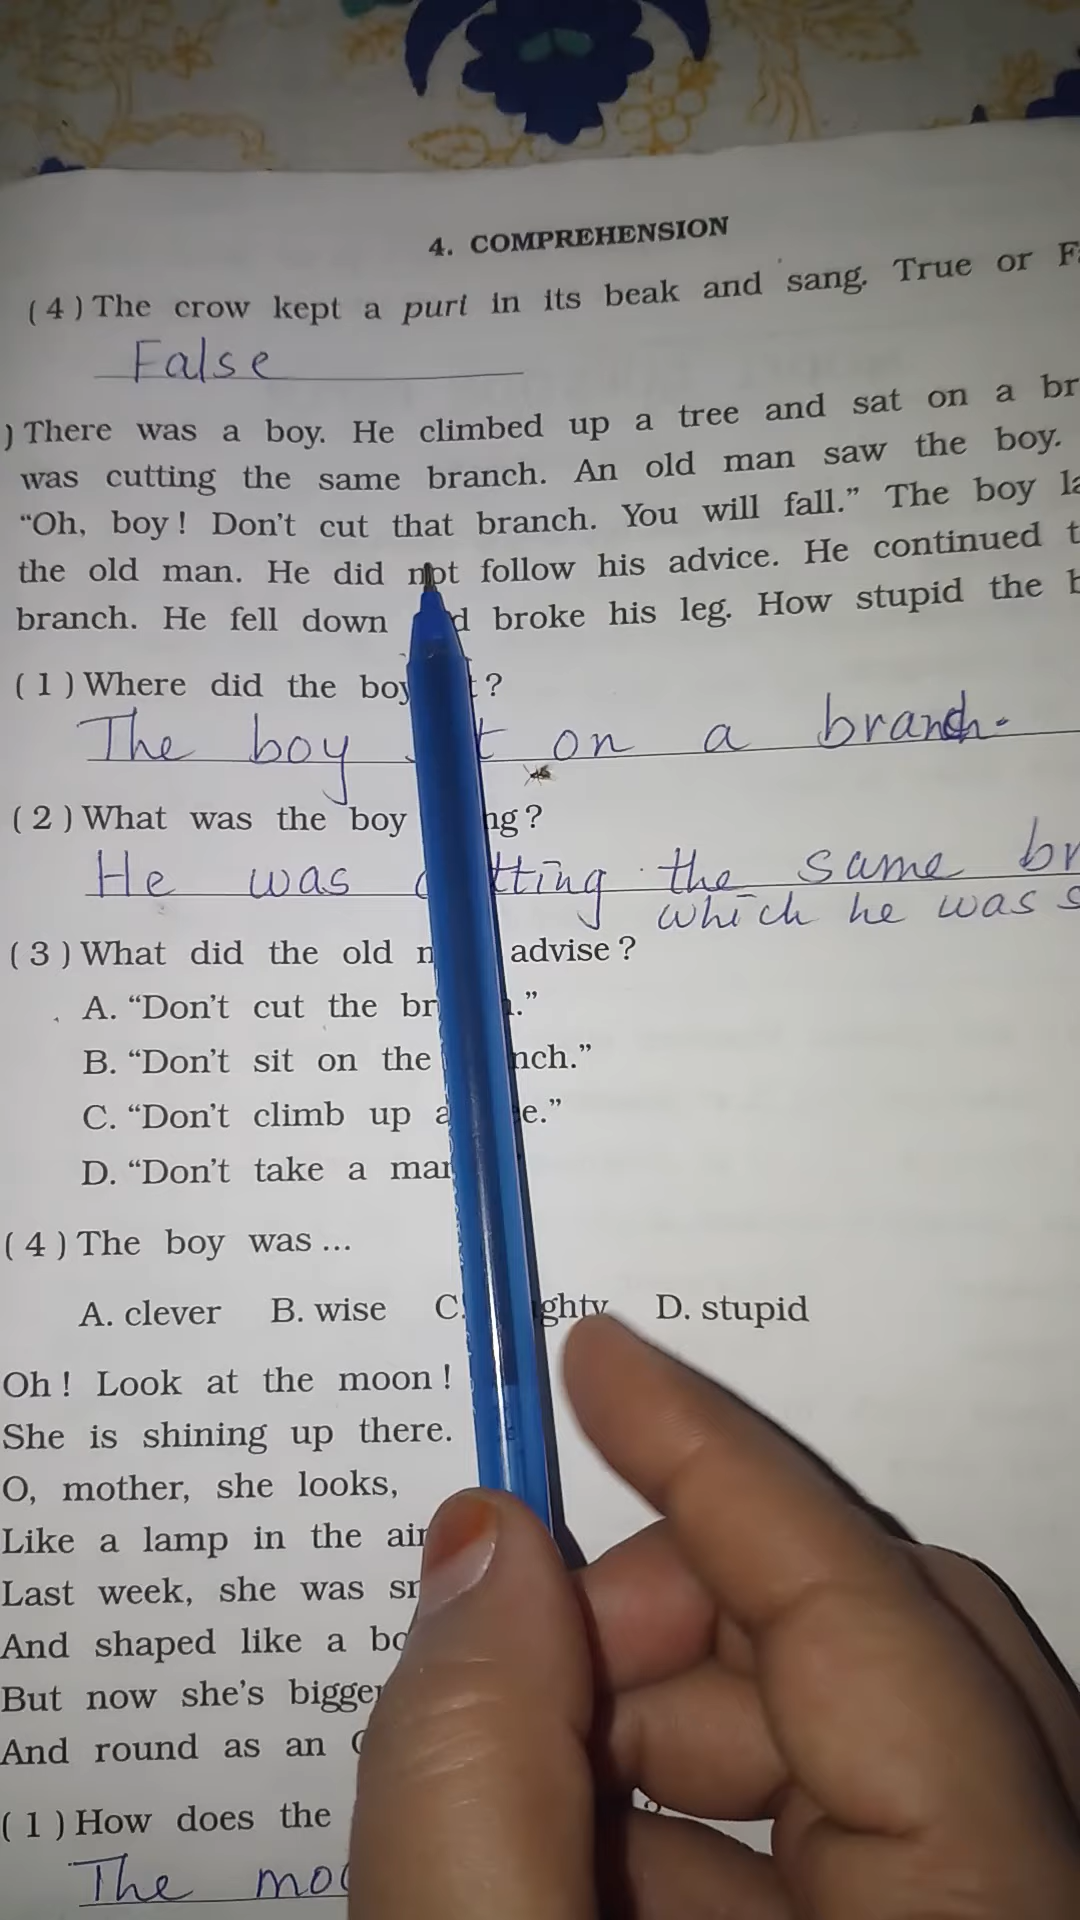 4. COMPREHENSION
(4) The crow kept a puri in its beak and sang. True or
False
) There was a boy. He climbed up a tree and sat on a
was cutting the same branch. An old man saw the boy.
“Oh, boy! Don't cut that branch. You will fall.” The boy
the old man. He did not follow his advice. He continued
branch. He fell down broke his leg. How stupid the
(1) Where did the boy ?
The boy on a branch.
(2) What was the boy ?
He was the same
which he was
(3) What did the old advise?
A. “Don't cut the
B. “Don't sit on the
C. “Don't climb up
D. “Don't take a
(4) The boy was ...
A. clever B. wise C. D. stupid
Oh! Look at the moon!
She is shining up there.
O, mother, she looks,
Like a lamp in the
Last week, she was
And shaped like a
But now she's bigger
And round as an
(1) How does the
The